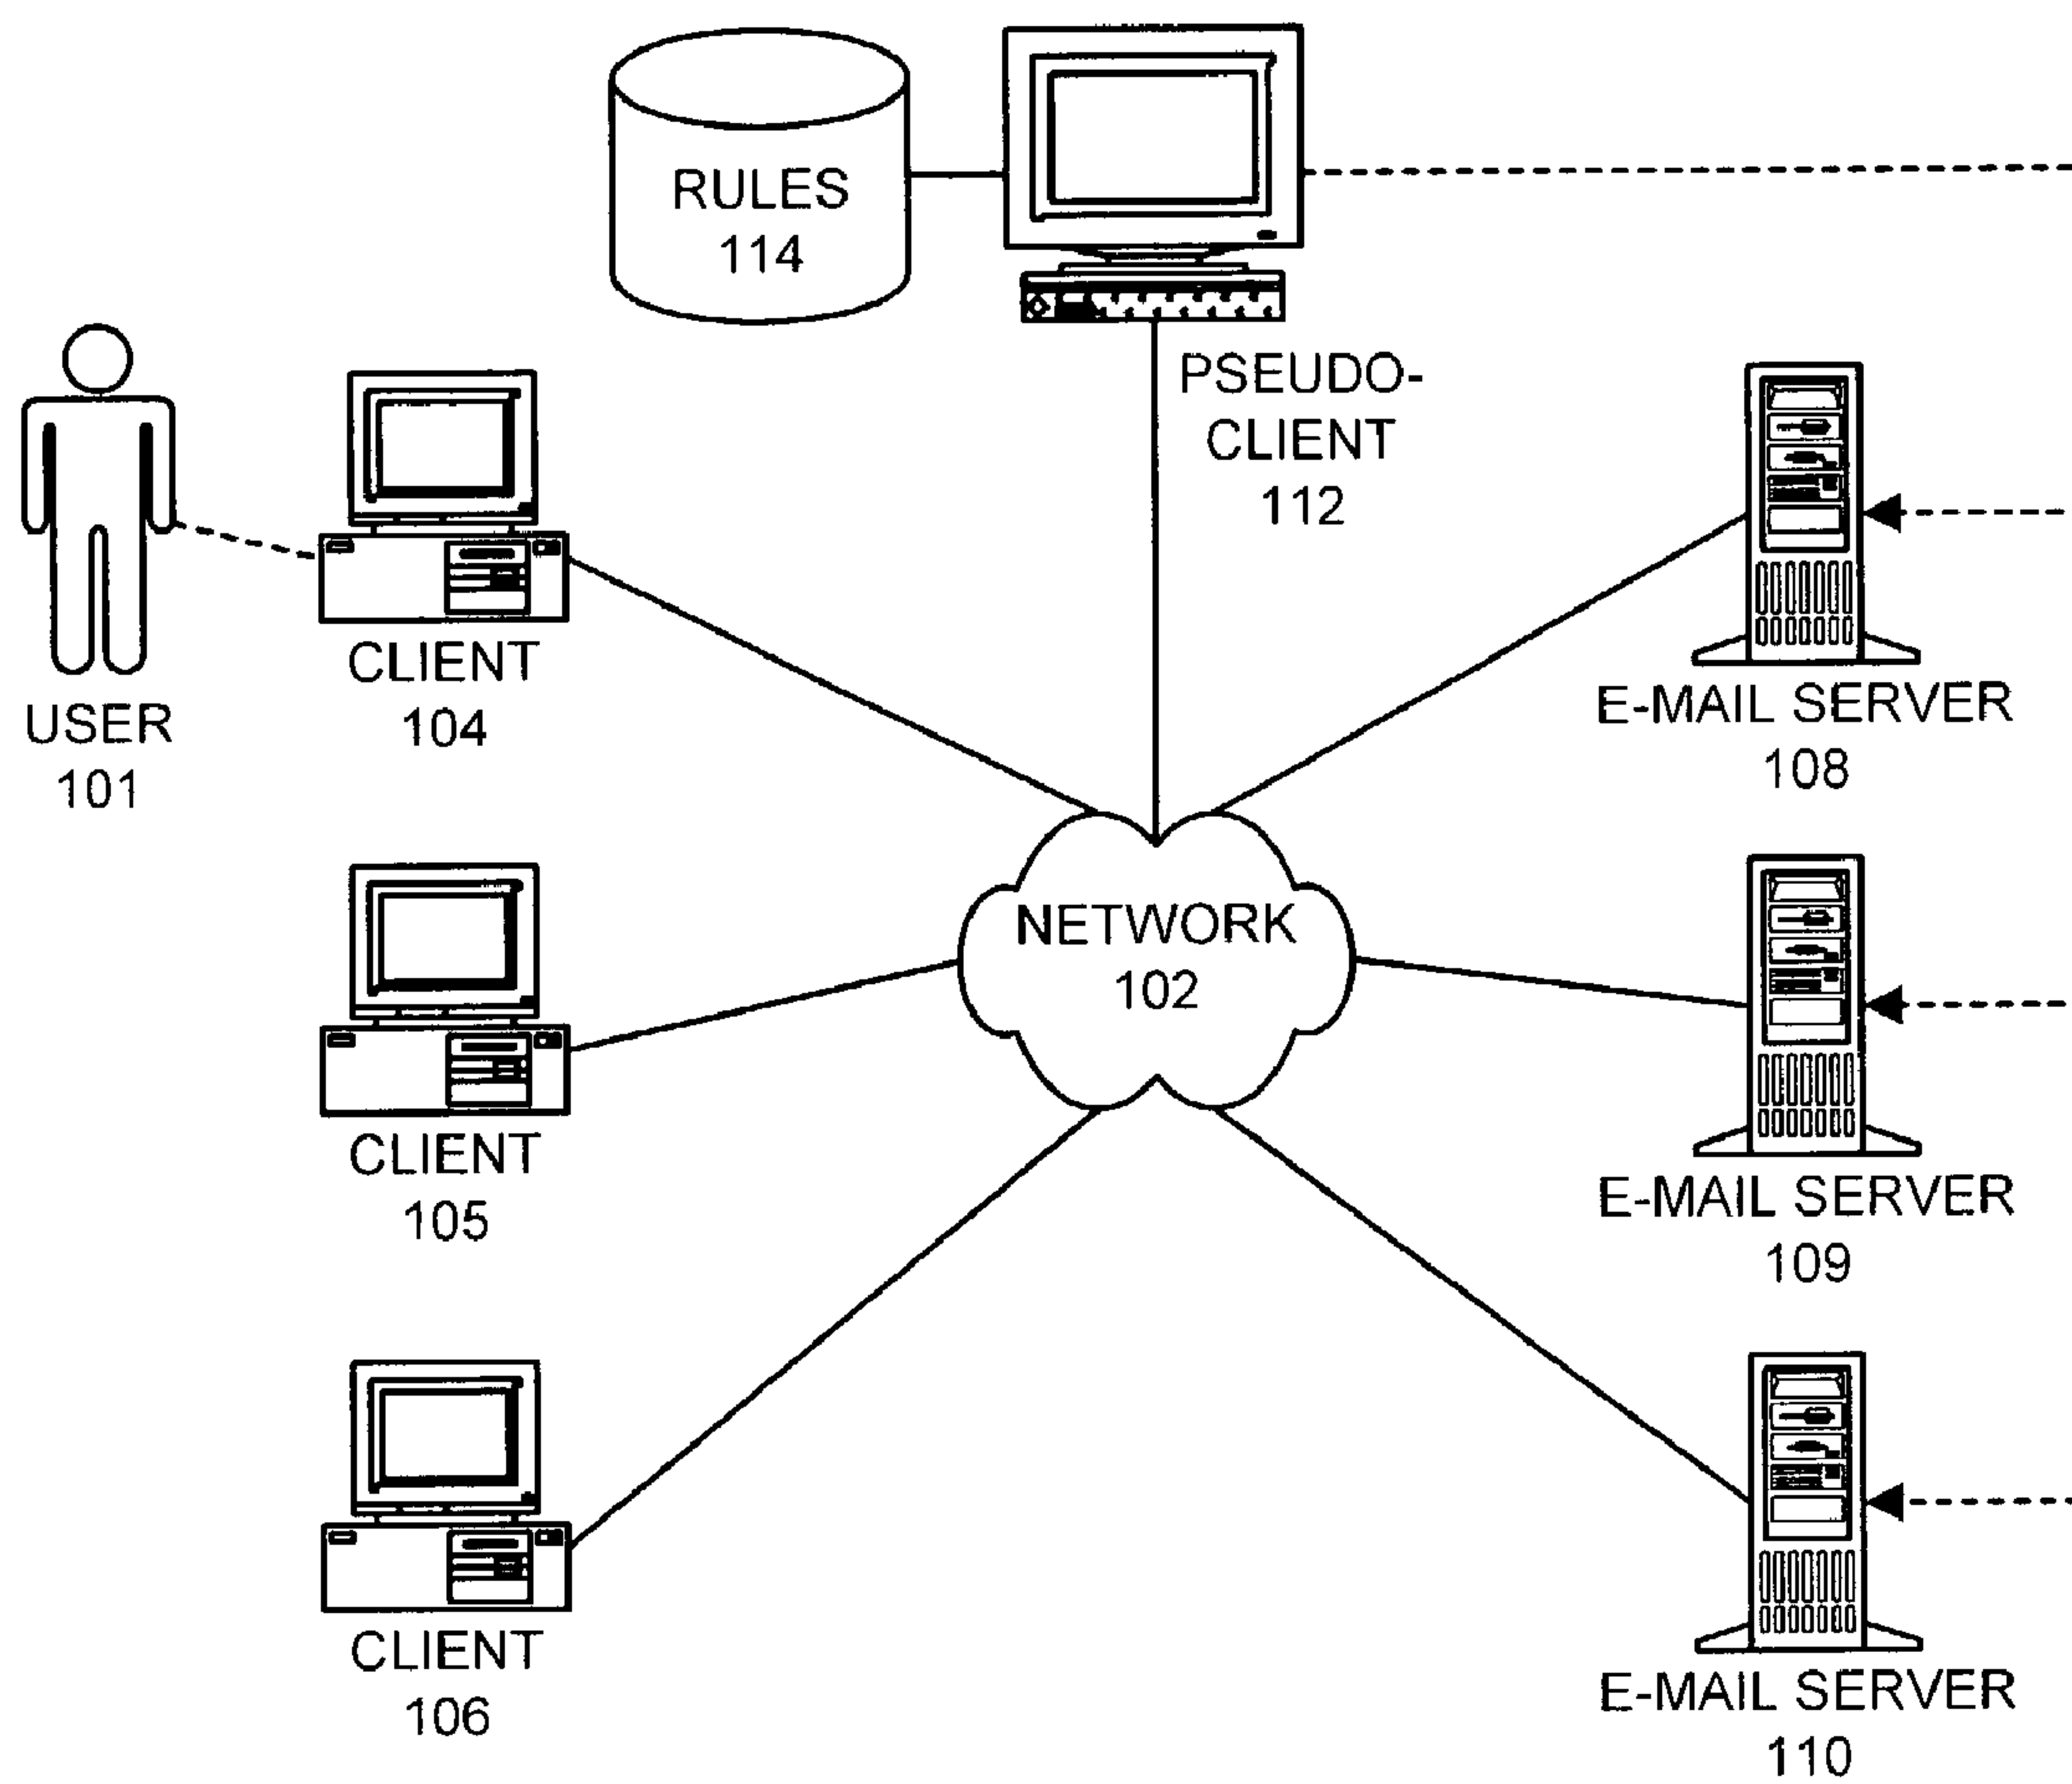 RULES
114
PSEUDO-
CLIENT
112
USER
101
CLIENT
104
E-MAIL SERVER
108
NETWORK
102
CLIENT
105
E-MAIL SERVER
109
CLIENT
106
E-MAIL SERVER
110